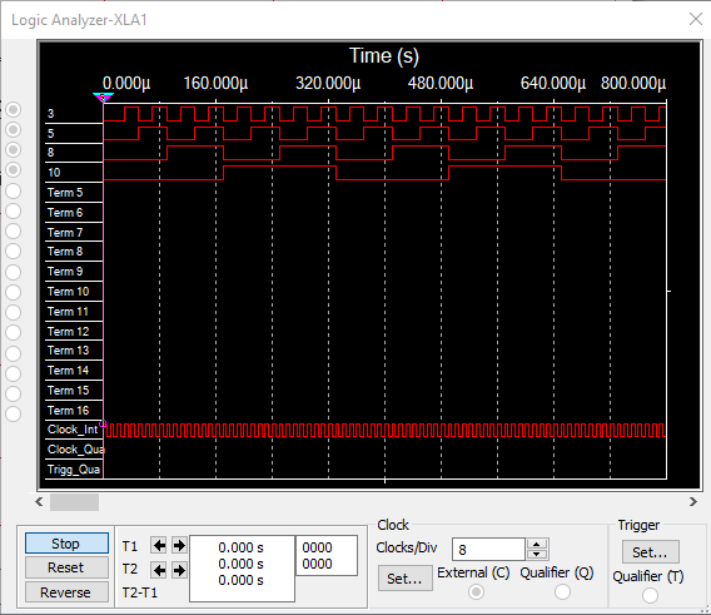 Logic Analyzer-XLA1
Time (s)
0.000µ 160.000µ 320.000µ 480.000µ 640.000µ 800.000µ
3
5
8
10
Term 5
Term 6
Term 7
Term 8
Term 9
Term 10
Term 11
Term 12
Term 13
Term 14
Term 15
Term 16
Clock_Int
Clock_Qua
Trigg_Qua
Stop
Reset
Reverse
T1
T2
T2-T1
0.000 s 0000
0.000 s 0000
0.000 s
Clock
Clocks/Div 8
Set...
External (C) Qualifier (Q)
Trigger
Set...
Qualifier (T)